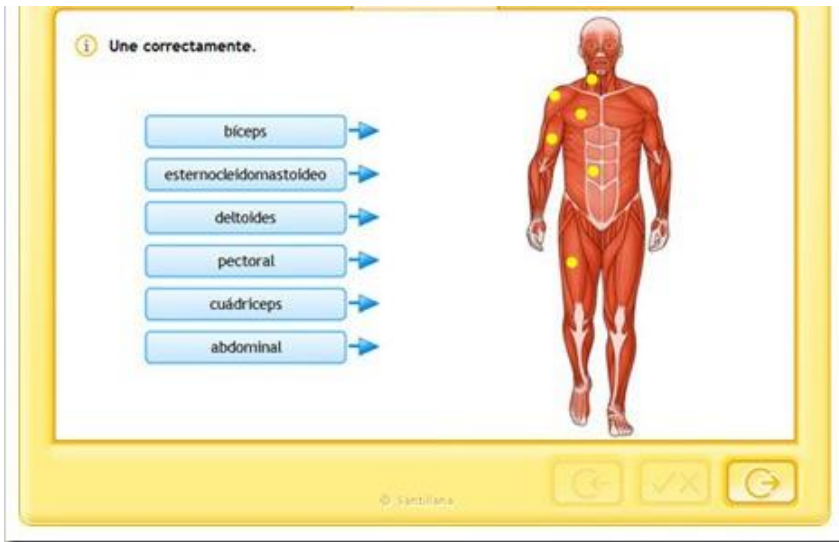 i Une correctamente.
bíceps
esternocleidomastoideo
deltoides
pectoral
cuádriceps
abdominal
© Santillana